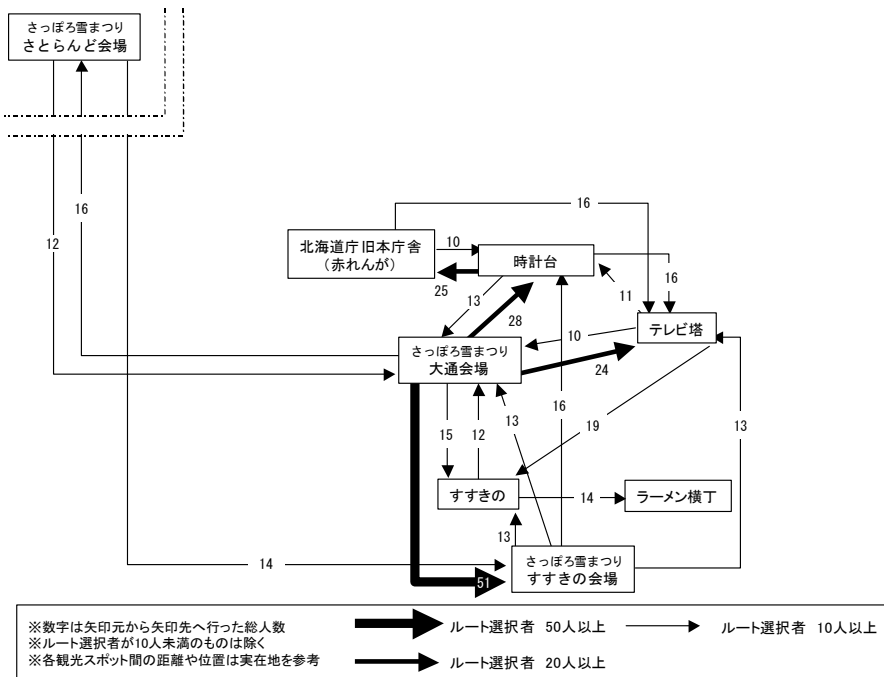 さっぽろ雪まつり
さとらんど会場
16
12
16
北海道庁旧本庁舎
(赤れんが)
10
時計台
25
13
16
11
28
テレビ塔
10
さっぽろ雪まつり
大通会場
24
15
12
13
16
19
13
すすきの
14
ラーメン横丁
13
さっぽろ雪まつり
すすきの会場
14
51
※数字は矢印元から矢印先へ行った総人数
※ルート選択者が10人未満のものは除く
※各観光スポット間の距離や位置は実在地を参考
ルート選択者 50人以上
ルート選択者 10人以上
ルート選択者 20人以上